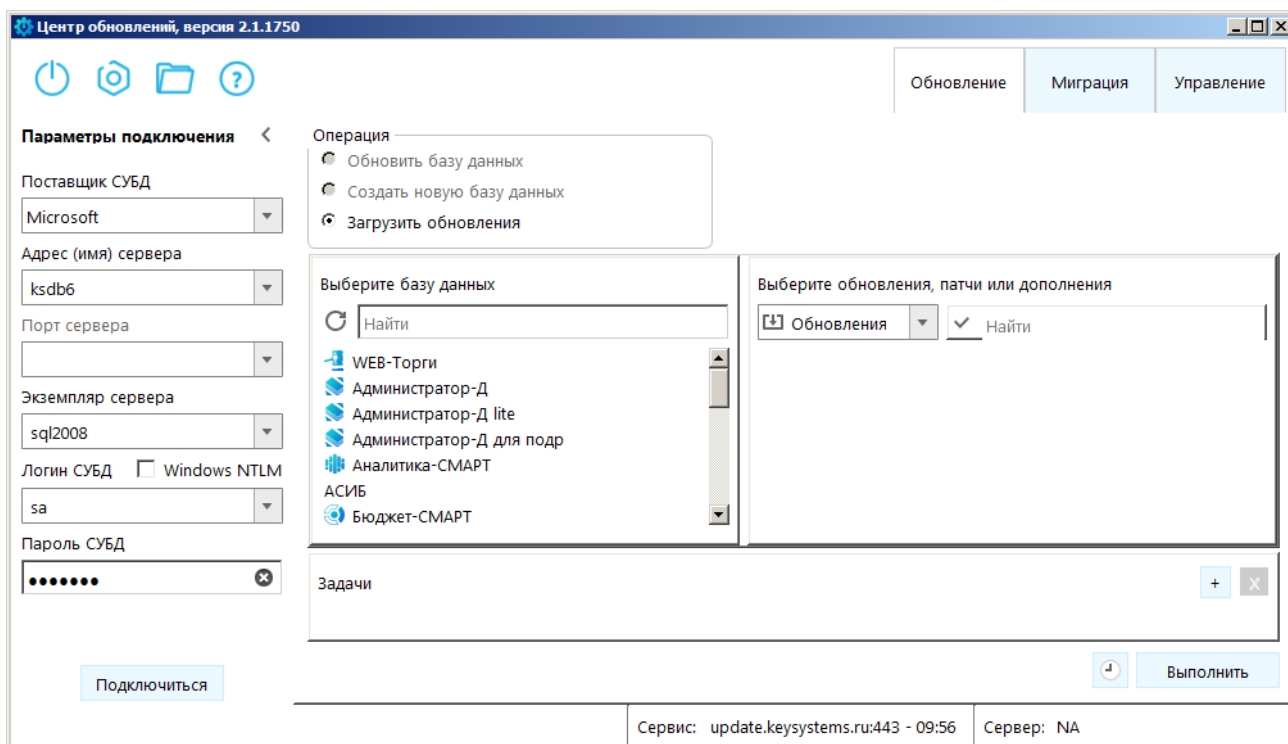 Центр обновлений, версия 2.1.1750
Обновление
Миграция
Управление
Параметры подключения
Поставщик СУБД
Microsoft
Адрес (имя) сервера
ksdb6
Порт сервера
Экземпляр сервера
sql2008
Логин СУБД Windows NTLM
sa
Пароль СУБД
•••••••
Подключиться
Операция
Обновить базу данных
Создать новую базу данных
Загрузить обновления
Выберите базу данных
Найти
WEB-Торги
Администратор-Д
Администратор-Д lite
Администратор-Д для подр
Аналитика-СМАРТ
АСИБ
Бюджет-СМАРТ
Выберите обновления, патчи или дополнения
Обновления
Найти
Задачи
+ X
Выполнить
Сервис: update.keysystems.ru:443 - 09:56
Сервер: NA